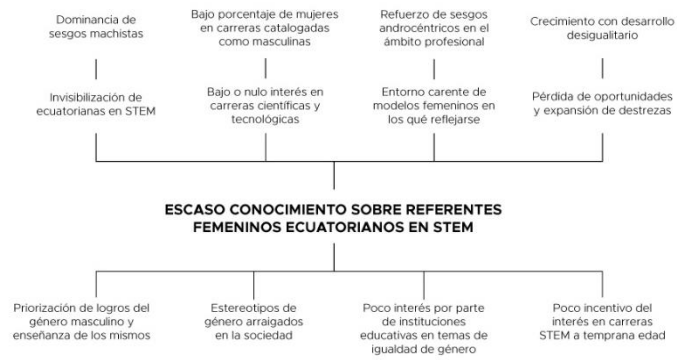 Dominancia de
sesgos machistas
Bajo porcentaje de mujeres
en carreras catalogadas
como masculinas
Refuerzo de sesgos
androcéntricos en el
ámbito profesional
Crecimiento con desarrollo
desigualitario
Invisibilización de
ecuatorianas en STEM
Bajo o nulo interés en
carreras científicas y
tecnológicas
Entorno carente de
modelos femeninos en
los qué reflejarse
Pérdida de oportunidades
y expansión de destrezas
ESCASO CONOCIMIENTO SOBRE REFERENTES
FEMENINOS ECUATORIANOS EN STEM
Priorización de logros del
género masculino y
enseñanza de los mismos
Estereotipos de
género arraigados
en la sociedad
Poco interés por parte
de instituciones
educativas en temas de
igualdad de género
Poco incentivo del
interés en carreras
STEM a temprana edad